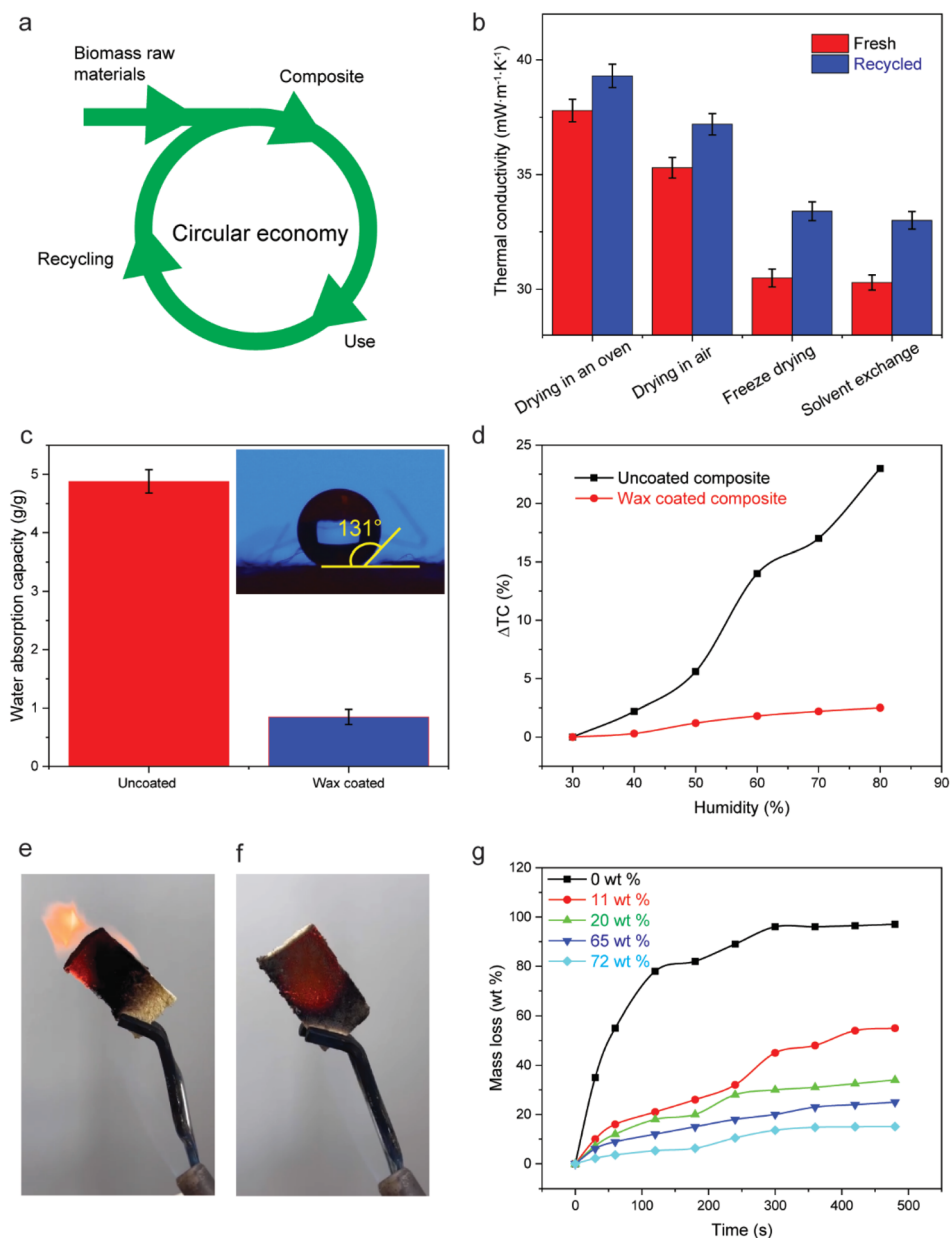 a
Biomass raw
materials
Composite
Circular economy
Recycling
Use
b
Thermal conductivity (mW·m⁻¹·K⁻¹)
40
35
30
Fresh
Recycled
Drying in an oven
Drying in air
Freeze drying
Solvent exchange
c
Water absorption capacity (g/g)
5
4
3
2
1
0
131°
Uncoated
Wax coated
d
ΔTC (%)
25
20
15
10
5
0
Uncoated composite
Wax coated composite
30
40
50
60
70
80
90
Humidity (%)
e
f
g
Mass loss (wt %)
120
100
80
60
40
20
0
0 wt %
11 wt %
20 wt %
65 wt %
72 wt %
0
100
200
300
400
500
Time (s)